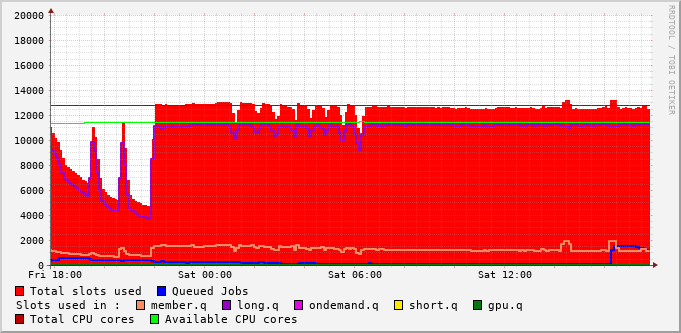 20000
18000
16000
14000
12000
10000
8000
6000
4000
2000
0
Fri 18:00 Sat 00:00 Sat 06:00 Sat 12:00
RRDTOOL / TOBI OETIKER
Total slots used Queued Jobs
Slots used in : member.q long.q ondemand.q short.q gpu.q
Total CPU cores Available CPU cores